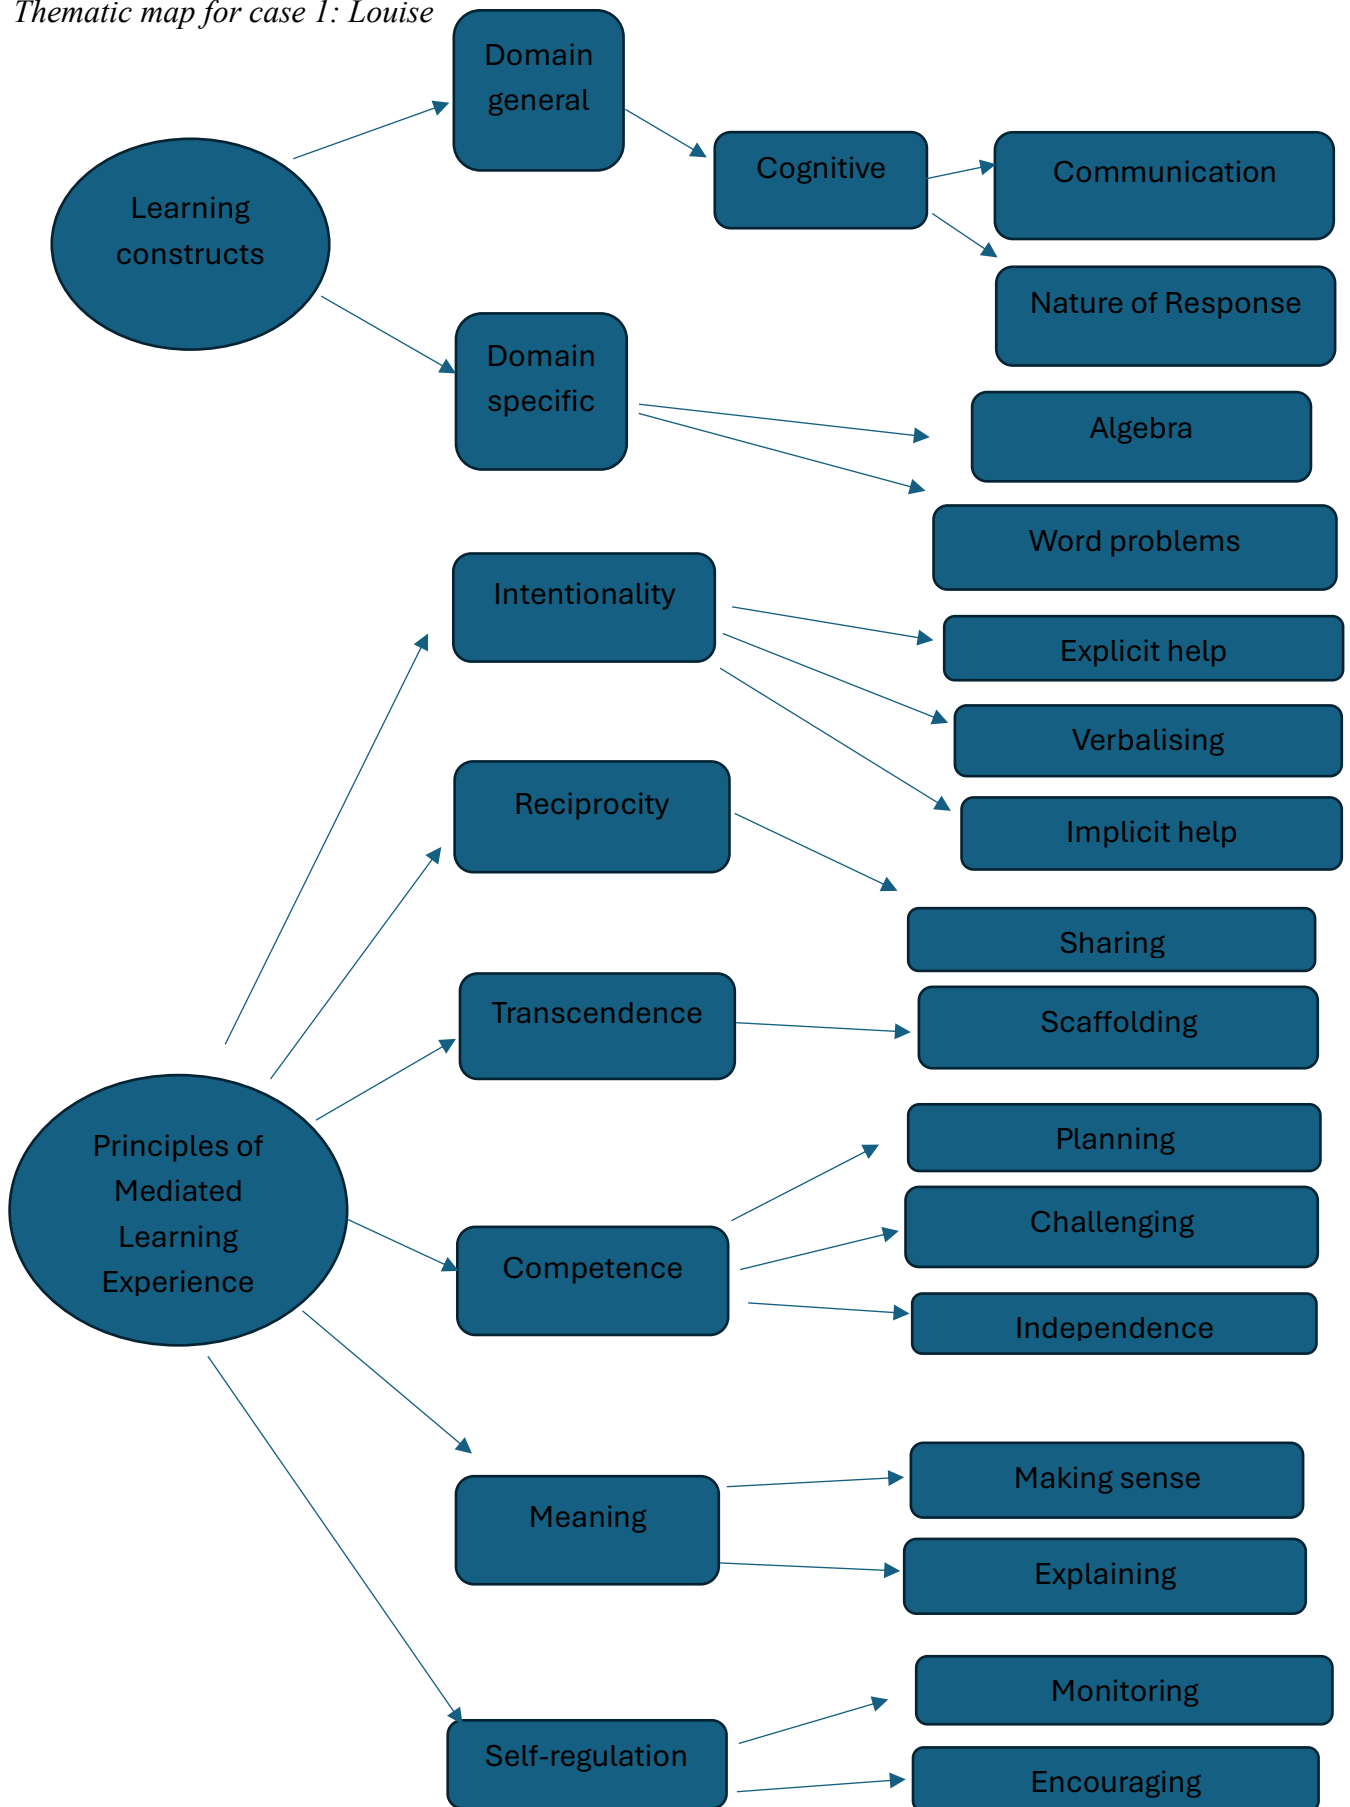 Thematic map for case 1: Louise
Domain
general
Cognitive
Communication
Learning
constructs
Nature of Response
Domain
specific
Algebra
Word problems
Intentionality
Explicit help
Verbalising
Implicit help
Reciprocity
Sharing
Transcendence
Scaffolding
Principles of
Mediated
Learning
Experience
Planning
Challenging
Competence
Independence
Meaning
Making sense
Explaining
Self-regulation
Monitoring
Encouraging